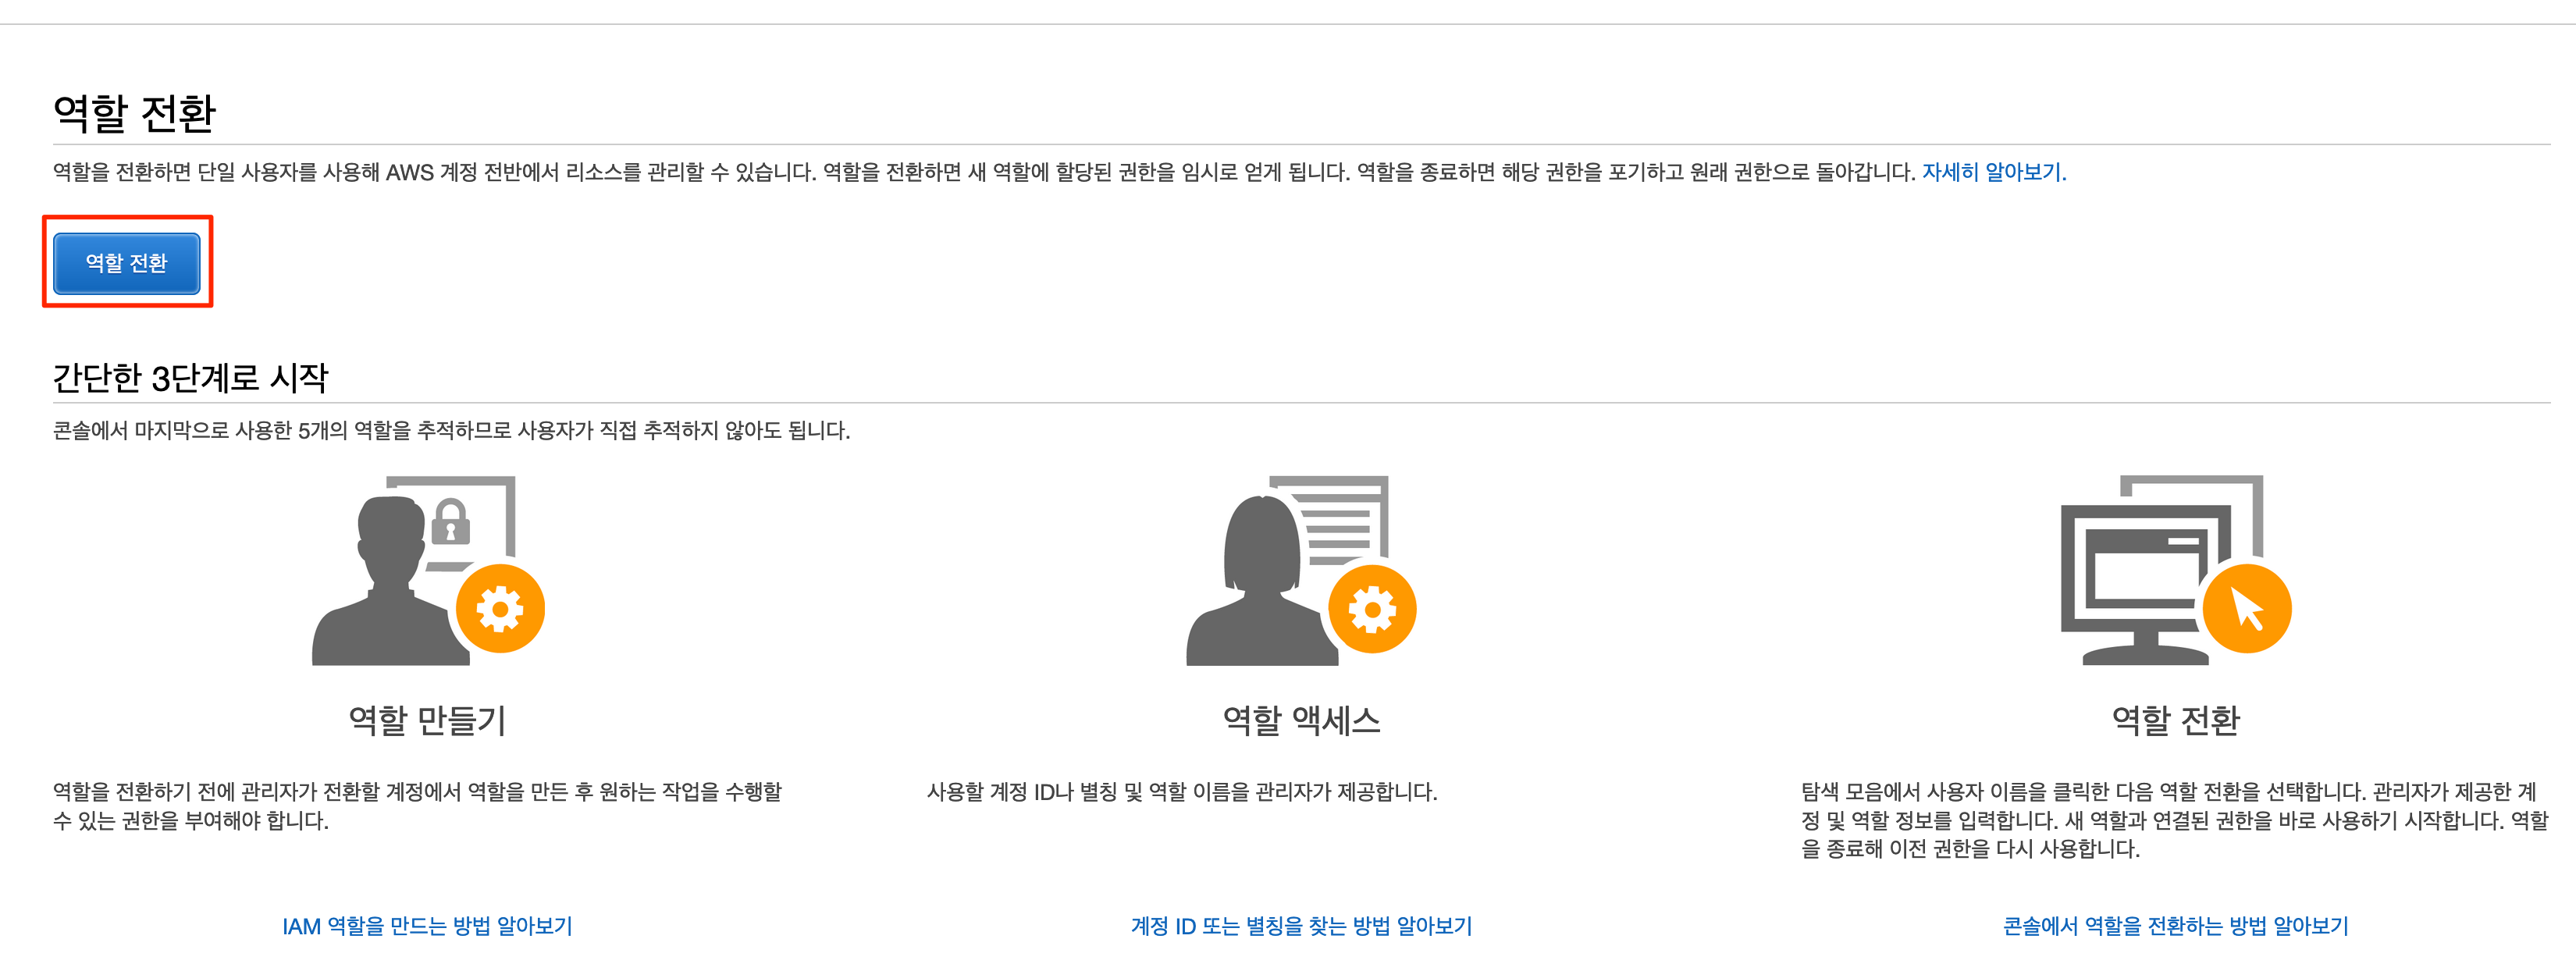 역할 전환
역할을 전환하면 단일 사용자를 사용해 AWS 계정 전반에서 리소스를 관리할 수 있습니다. 역할을 전환하면 새 역할에 할당된 권한을 임시로 얻게 됩니다. 역할을 종료하면 해당 권한을 포기하고 원래 권한으로 돌아갑니다. 자세히 알아보기.
역할 전환
간단한 3단계로 시작
콘솔에서 마지막으로 사용한 5개의 역할을 추적하므로 사용자가 직접 추적하지 않아도 됩니다.
역할 만들기
역할을 전환하기 전에 관리자가 전환할 계정에서 역할을 만든 후 원하는 작업을 수행할
수 있는 권한을 부여해야 합니다.
IAM 역할을 만드는 방법 알아보기
역할 액세스
사용할 계정 ID나 별칭 및 역할 이름을 관리자가 제공합니다.
계정 ID 또는 별칭을 찾는 방법 알아보기
역할 전환
탐색 모음에서 사용자 이름을 클릭한 다음 역할 전환을 선택합니다. 관리자가 제공한 계
정 및 역할 정보를 입력합니다. 새 역할과 연결된 권한을 바로 사용하기 시작합니다. 역할
을 종료해 이전 권한을 다시 사용합니다.
콘솔에서 역할을 전환하는 방법 알아보기